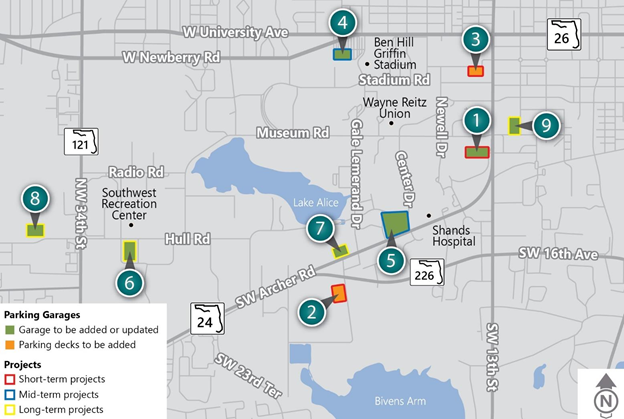 W University Ave
4
3
26
W Newberry Rd
Ben Hill
Griffin
Stadium
Stadium Rd
Wayne Reitz
Union
Newell Dr
1
9
121
Museum Rd
Gale Lemerand Dr
Center Dr
Radio Rd
Southwest
Recreation
Center
Lake Alice
8
NW 34th St
Hull Rd
7
Shands
Hospital
5
6
SW Archer Rd
226
SW 16th Ave
2
24
SW 13th St
SW 23rd Ter
Bivens Arm
Parking Garages
Garage to be added or updated
Parking decks to be added
Projects
Short-term projects
Mid-term projects
Long-term projects
N